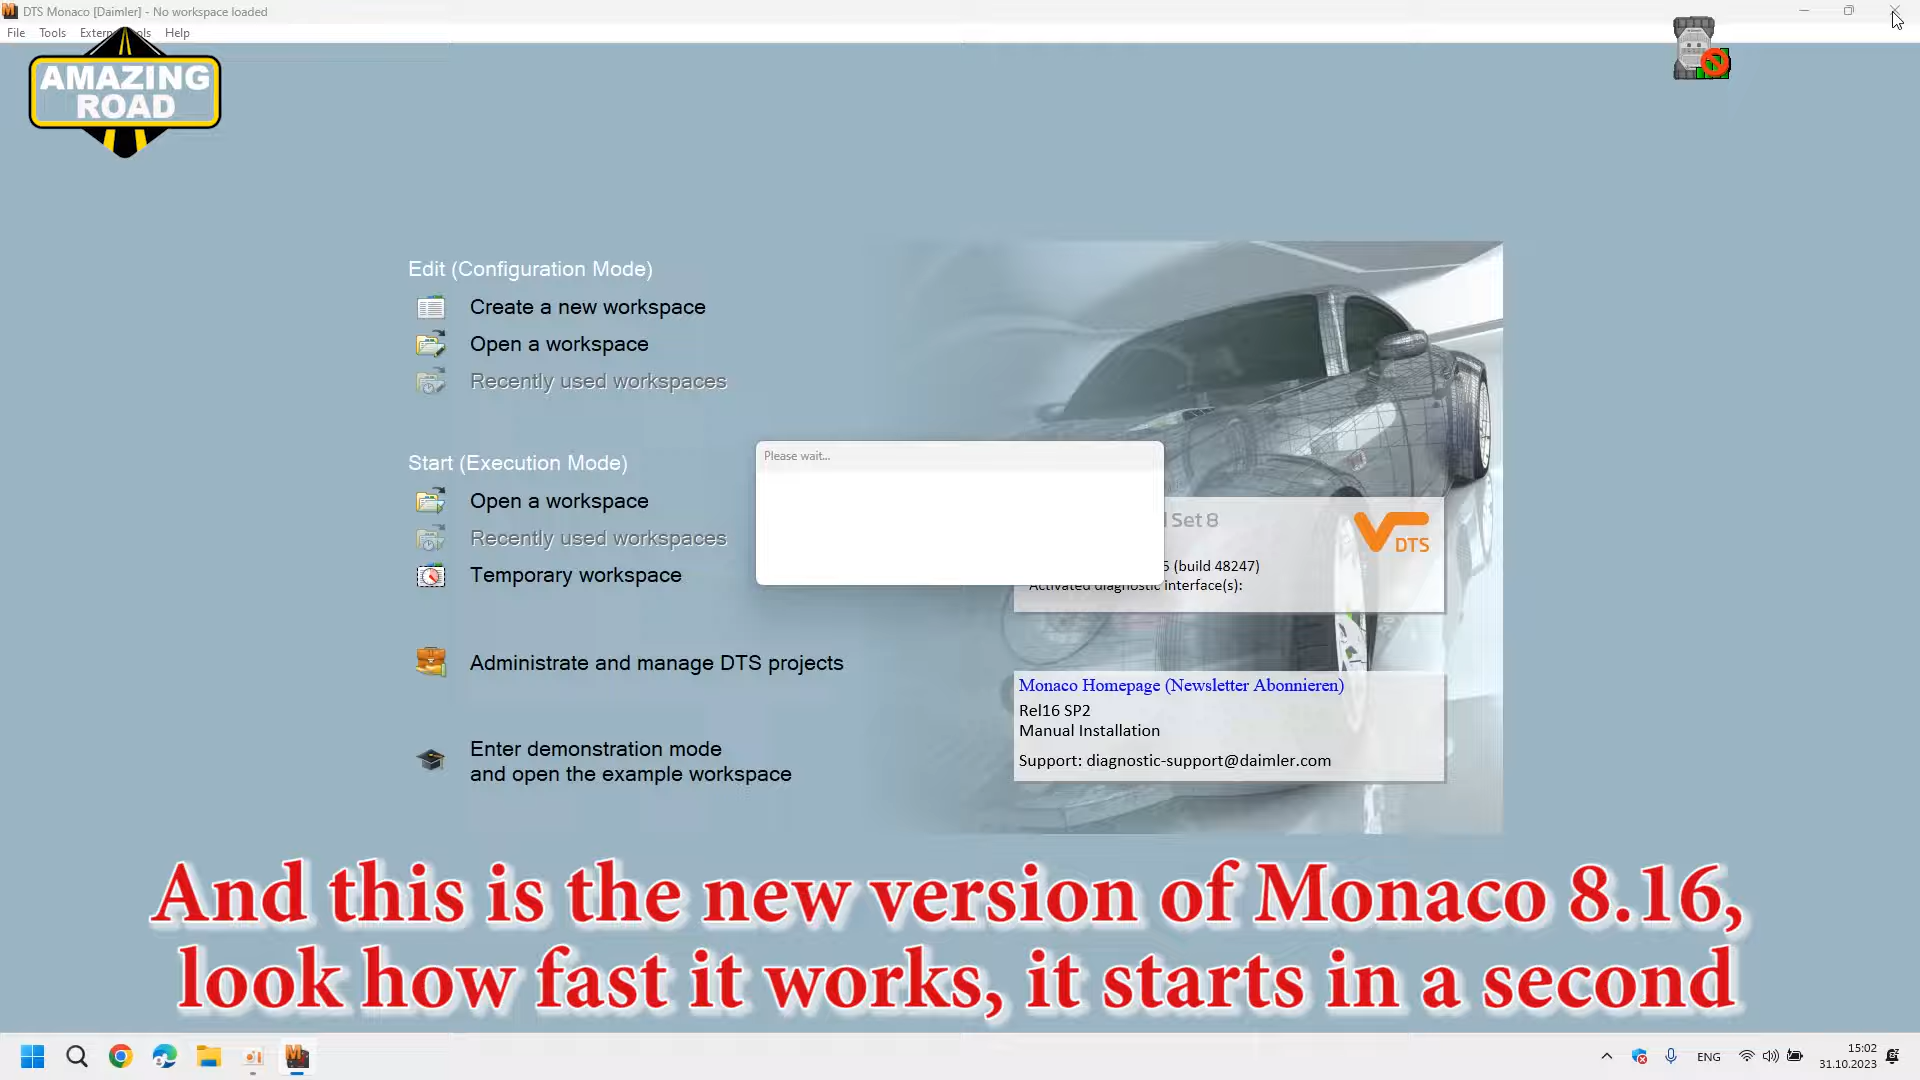 DTS Monaco [Daimler] - No workspace loaded
File Tools Help
AMAZING
ROAD
Edit (Configuration Mode)
Create a new workspace
Open a workspace
Recently used workspaces
Start (Execution Mode)
Open a workspace
Recently used workspaces
Temporary workspace
Administrate and manage DTS projects
Enter demonstration mode
and open the example workspace
Please wait...
Set 8
DTS
(build 48247)
Activated diagnostic interface(s):
Monaco Homepage (Newsletter Abonnieren)
Rel16 SP2
Manual Installation
Support: diagnostic-support@daimler.com
And this is the new version of Monaco 8.16,
look how fast it works, it starts in a second
ENG
15:02
31.10.2023